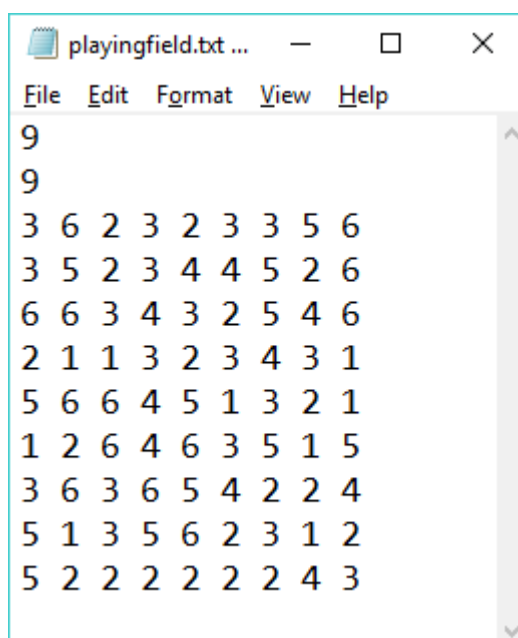 playingfield.txt ...
File Edit Format View Help
9
9
3 6 2 3 2 3 3 5 6
3 5 2 3 4 4 5 2 6
6 6 3 4 3 2 5 4 6
2 1 1 3 2 3 4 3 1
5 6 6 4 5 1 3 2 1
1 2 6 4 6 3 5 1 5
3 6 3 6 5 4 2 2 4
5 1 3 5 6 2 3 1 2
5 2 2 2 2 2 2 4 3